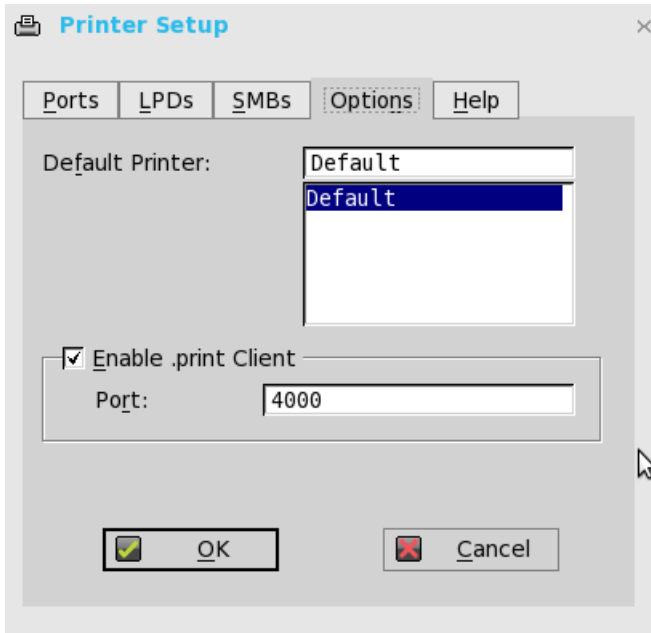 Printer Setup
Ports LPDs SMBs Options Help
Default Printer: Default
Default
Enable .print Client
Port: 4000
OK Cancel